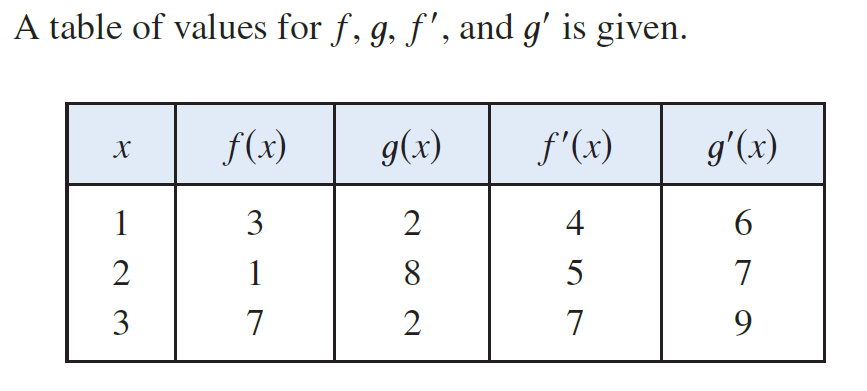 A table of values for f, g, f′, and g′ is given.
x f(x) g(x) f′(x) g′(x)
1 3 2 4 6
2 1 8 5 7
3 7 2 7 9